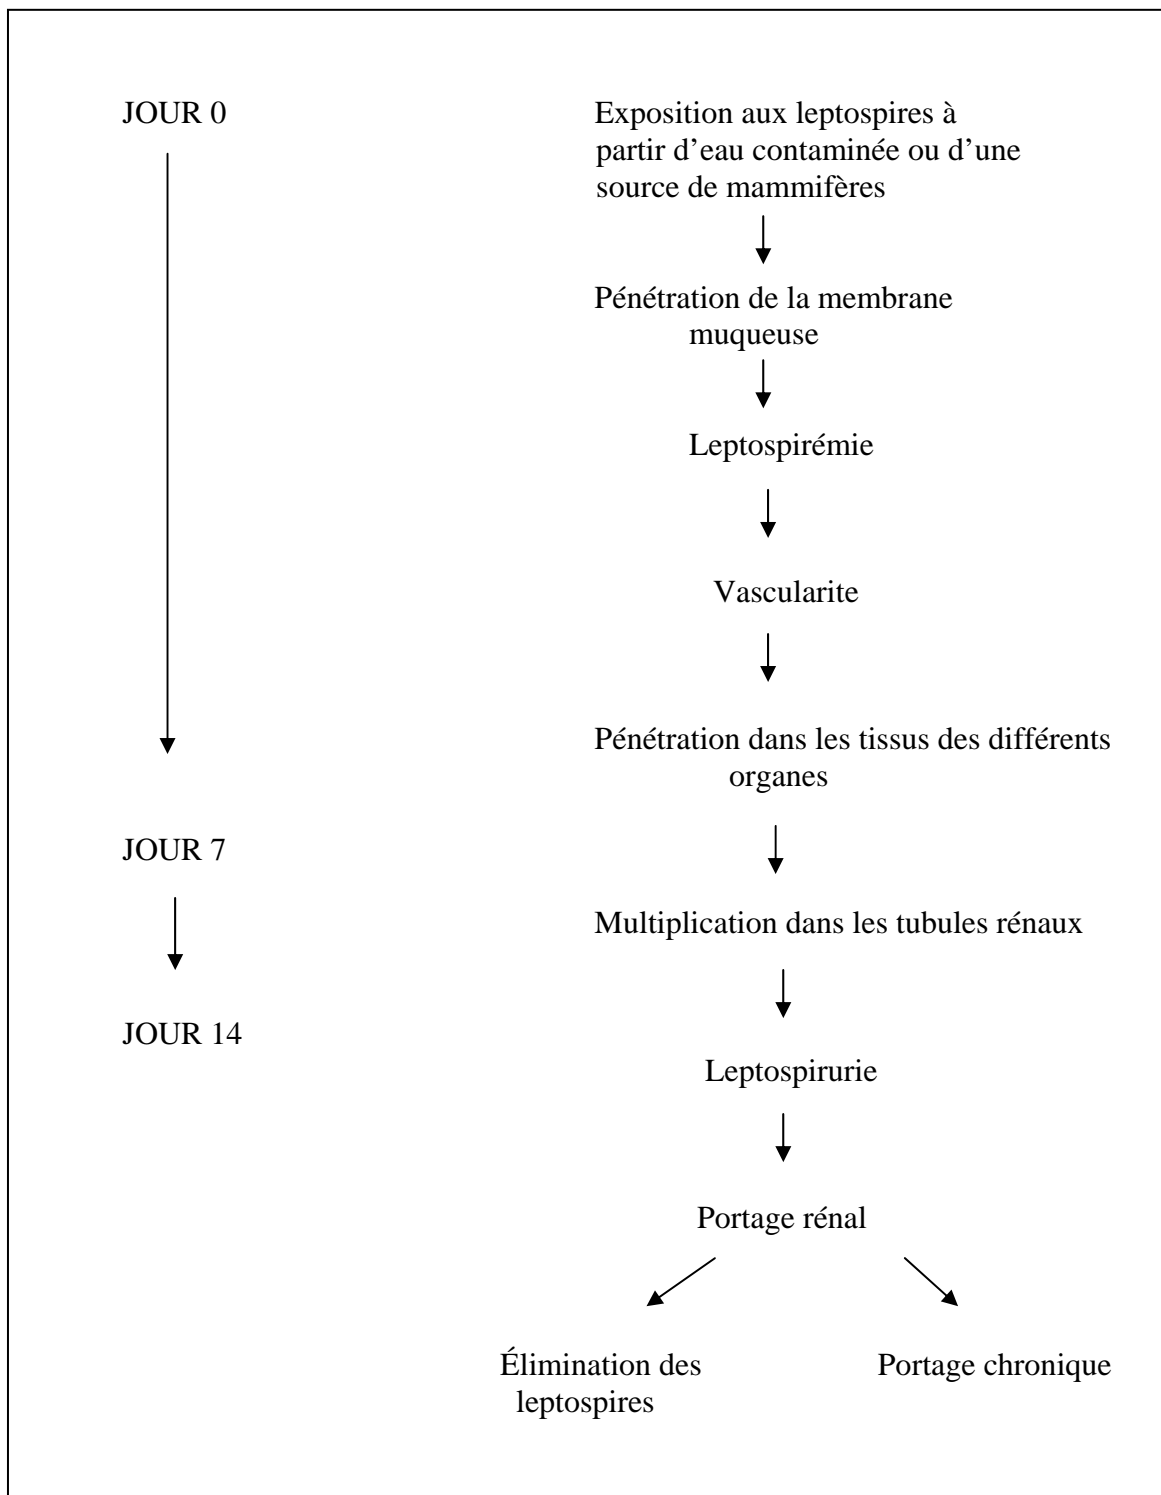 JOUR 0
Exposition aux leptospires à
partir d’eau contaminée ou d’une
source de mammifères
Pénétration de la membrane
muqueuse
Leptospirémie
Vascularite
Pénétration dans les tissus des différents
organes
JOUR 7
Multiplication dans les tubules rénaux
JOUR 14
Leptospirurie
Portage rénal
Élimination des
leptospires
Portage chronique